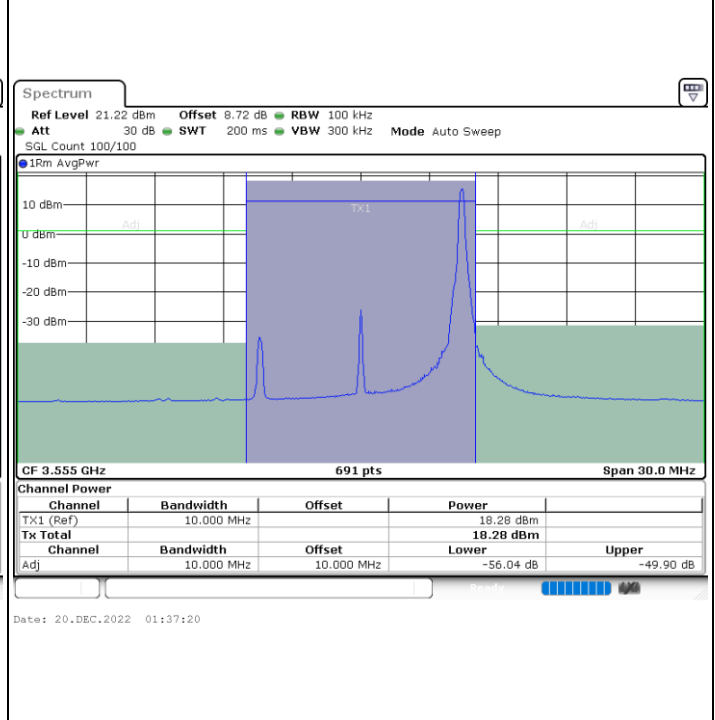 Spectrum
Ref Level 21.22 dBm Offset 8.72 dB RBW 100 kHz
Att 30 dB SWT 200 ms VBW 300 kHz Mode Auto Sweep
SGL Count 100/100
1Rm AvgPwr
10 dBm
TX1
Adj Adj
0 dBm
-10 dBm
-20 dBm
-30 dBm
CF 3.555 GHz 691 pts Span 30.0 MHz
Channel Power
Channel Bandwidth Offset Power
TX1 (Ref) 10.000 MHz 18.28 dBm
Tx Total 18.28 dBm
Channel Bandwidth Offset Lower Upper
Adj 10.000 MHz 10.000 MHz -56.04 dB -49.90 dB
Ready
Date: 20.DEC.2022 01:37:20